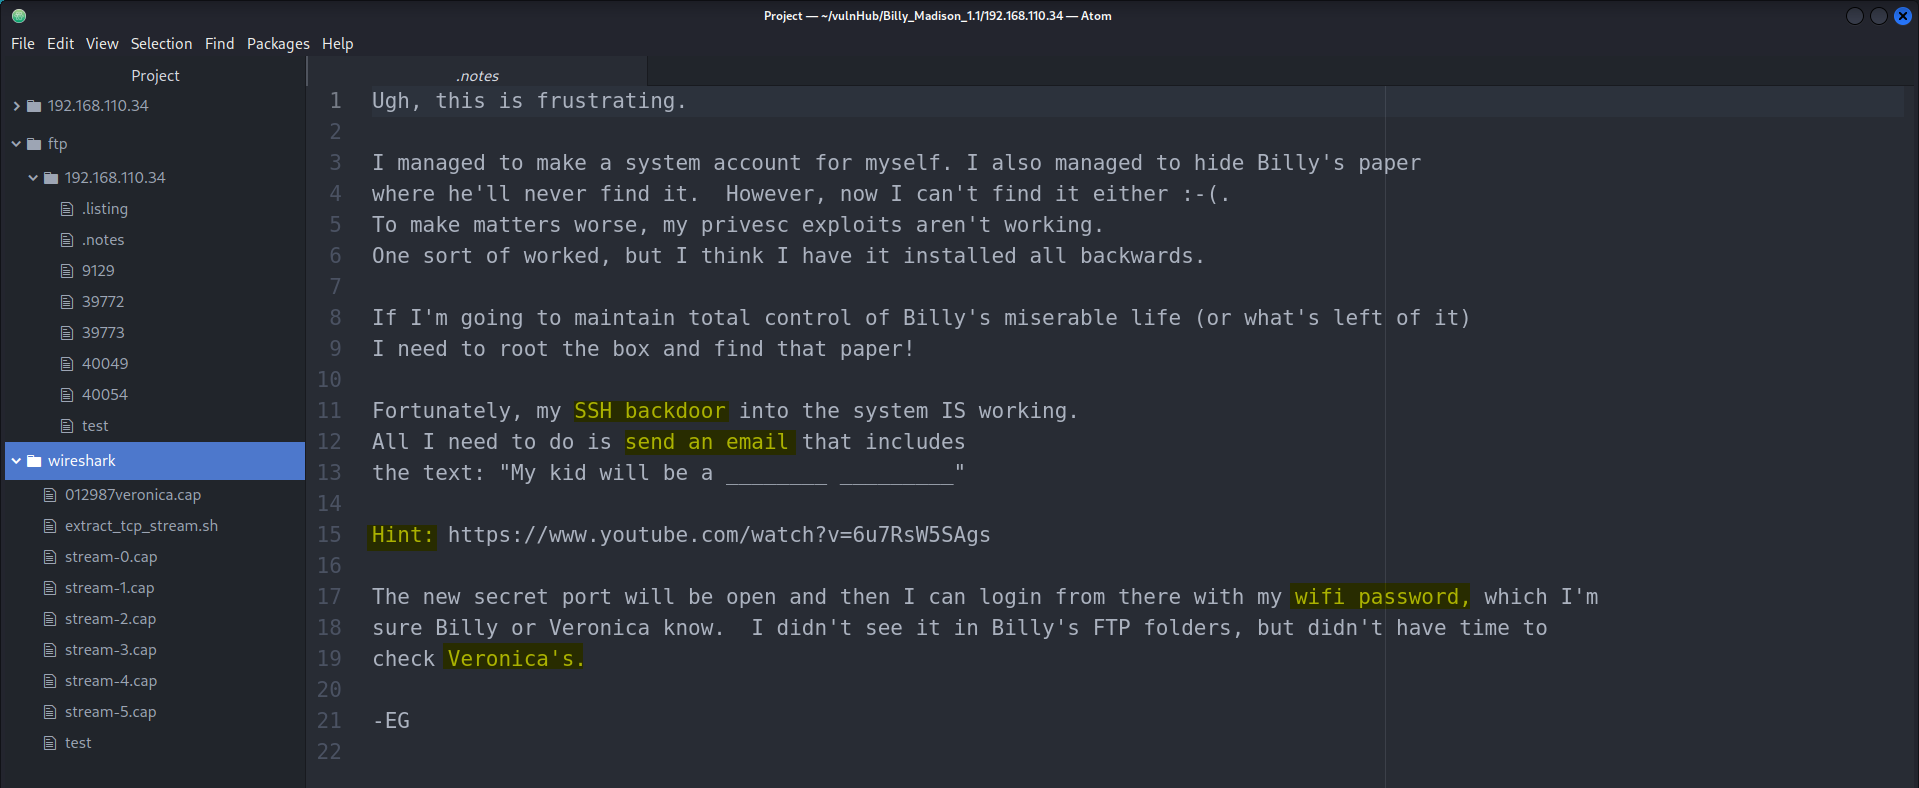 Project — ~/vulnHub/Billy_Madison_1.1/192.168.110.34 — Atom
File Edit View Selection Find Packages Help
Project
192.168.110.34
ftp
192.168.110.34
.listing
.notes
9129
39772
39773
40049
40054
test
wireshark
012987veronica.cap
extract_tcp_stream.sh
stream-0.cap
stream-1.cap
stream-2.cap
stream-3.cap
stream-4.cap
stream-5.cap
test
.notes
1 Ugh, this is frustrating.
2
3 I managed to make a system account for myself. I also managed to hide Billy's paper
4 where he'll never find it.  However, now I can't find it either :-(.
5 To make matters worse, my privesc exploits aren't working.
6 One sort of worked, but I think I have it installed all backwards.
7
8 If I'm going to maintain total control of Billy's miserable life (or what's left of it)
9 I need to root the box and find that paper!
10
11 Fortunately, my SSH backdoor into the system IS working.
12 All I need to do is send an email that includes
13 the text: "My kid will be a ________ _________"
14
15 Hint: https://www.youtube.com/watch?v=6u7RsW5SAgs
16
17 The new secret port will be open and then I can login from there with my wifi password, which I'm
18 sure Billy or Veronica know.  I didn't see it in Billy's FTP folders, but didn't have time to
19 check Veronica's.
20
21 -EG
22